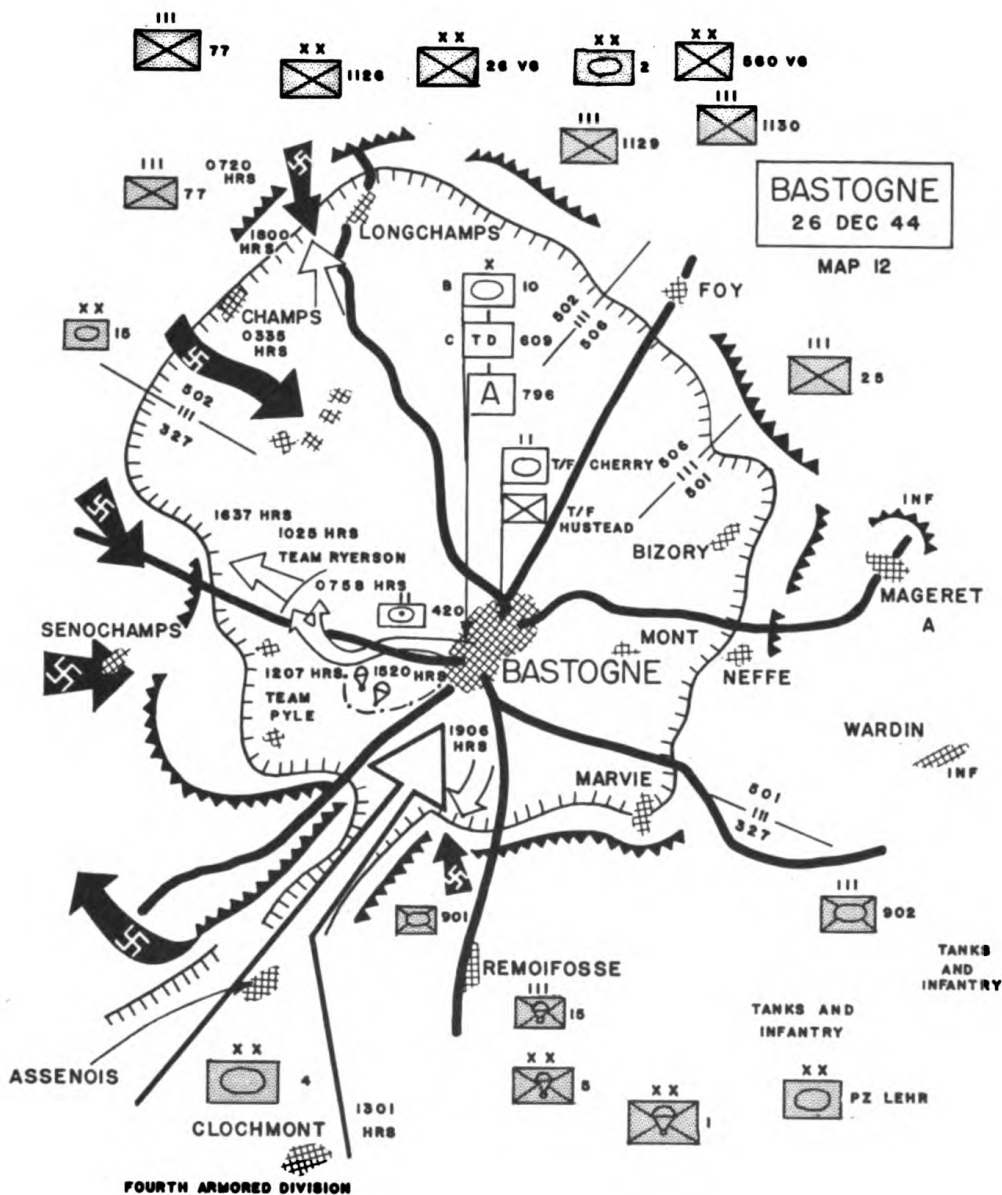 III
77
XX
1126
XX
26 VG
XX
2
XX
560 VG
III
1129
III
1130
III
77
0720
HRS
BASTOGNE
26 DEC 44
MAP 12
1800
HRS
LONGCHAMPS
X
B
10
I
C
TD
609
I
A
796
502
III
506
FOY
XX
15
CHAMPS
0335
HRS
III
25
502
III
327
II
T/F CHERRY
T/F
HUSTEAD
506
III
501
INF
1637 HRS
1025 HRS
TEAM RYERSON
0758 HRS
BIZORY
MAGERET
A
II
420
SENOCHAMPS
MONT
NEFFE
BASTOGNE
1207 HRS
1520
HRS
TEAM
PYLE
1906
HRS
WARDIN
INF
MARVIE
501
III
327
901
III
902
REMOIFOSSE
TANKS
AND
INFANTRY
III
15
TANKS AND
INFANTRY
ASSENOIS
XX
4
XX
5
XX
1
XX
PZ LEHR
1301
HRS
CLOCHMONT
FOURTH ARMORED DIVISION